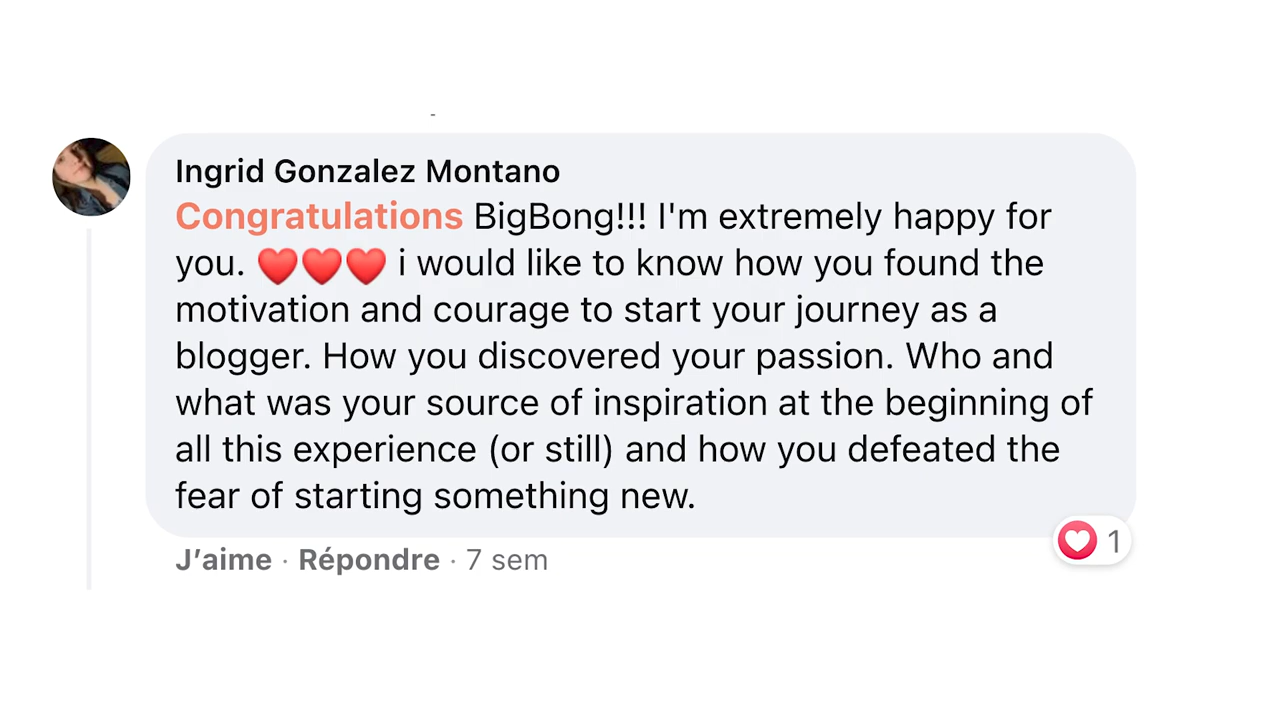 Ingrid Gonzalez Montano
Congratulations BigBong!!! I'm extremely happy for
you. ❤️❤️❤️ i would like to know how you found the
motivation and courage to start your journey as a
blogger. How you discovered your passion. Who and
what was your source of inspiration at the beginning of
all this experience (or still) and how you defeated the
fear of starting something new.
J’aime · Répondre · 7 sem
1